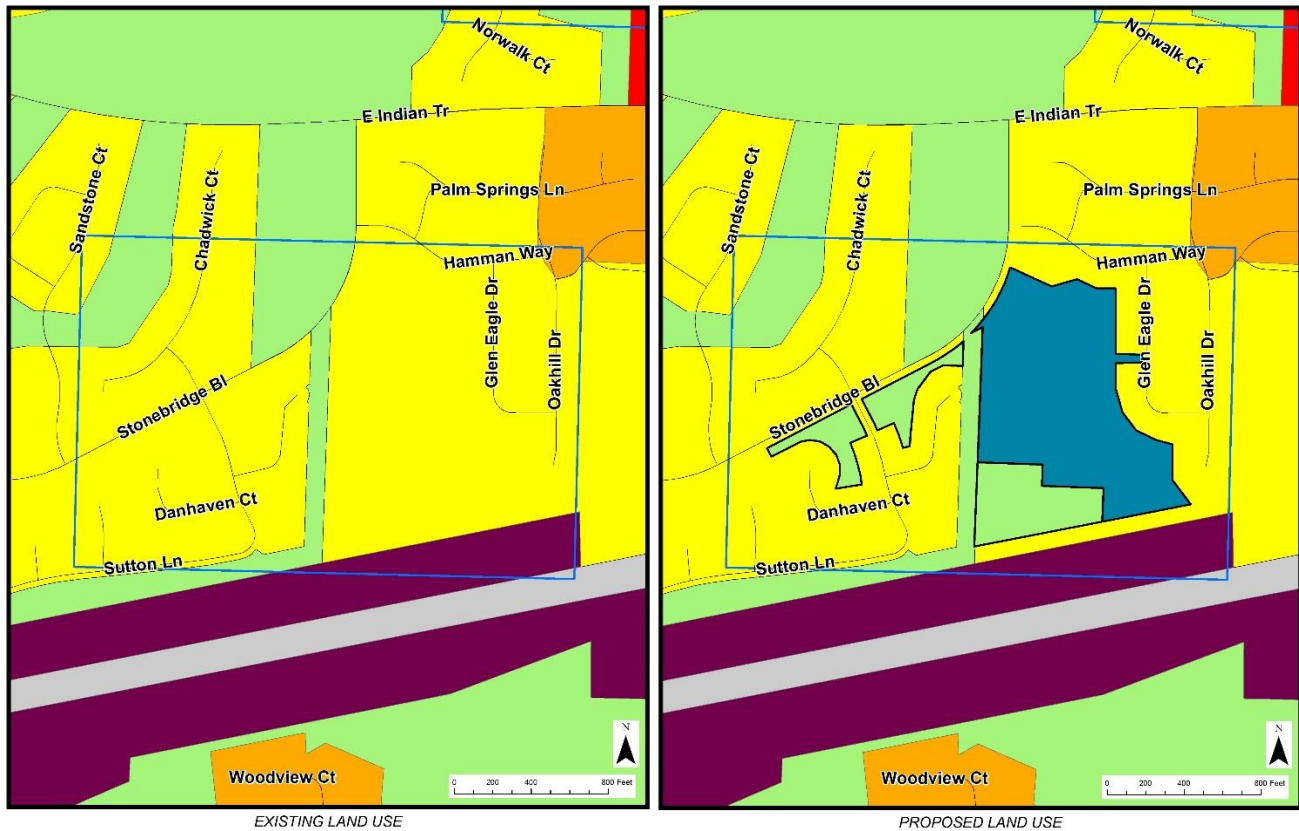 Norwalk Ct
E Indian Tr
Sandstone Ct
Chadwick Ct
Palm Springs Ln
Hamman Way
Glen Eagle Dr
Oakhill Dr
Stonebridge Bl
Danhaven Ct
Sutton Ln
Woodview Ct
N
0 200 400 800 Feet
EXISTING LAND USE
Norwalk Ct
E Indian Tr
Sandstone Ct
Chadwick Ct
Palm Springs Ln
Hamman Way
Glen Eagle Dr
Oakhill Dr
Stonebridge Bl
Danhaven Ct
Sutton Ln
Woodview Ct
N
0 200 400 800 Feet
PROPOSED LAND USE